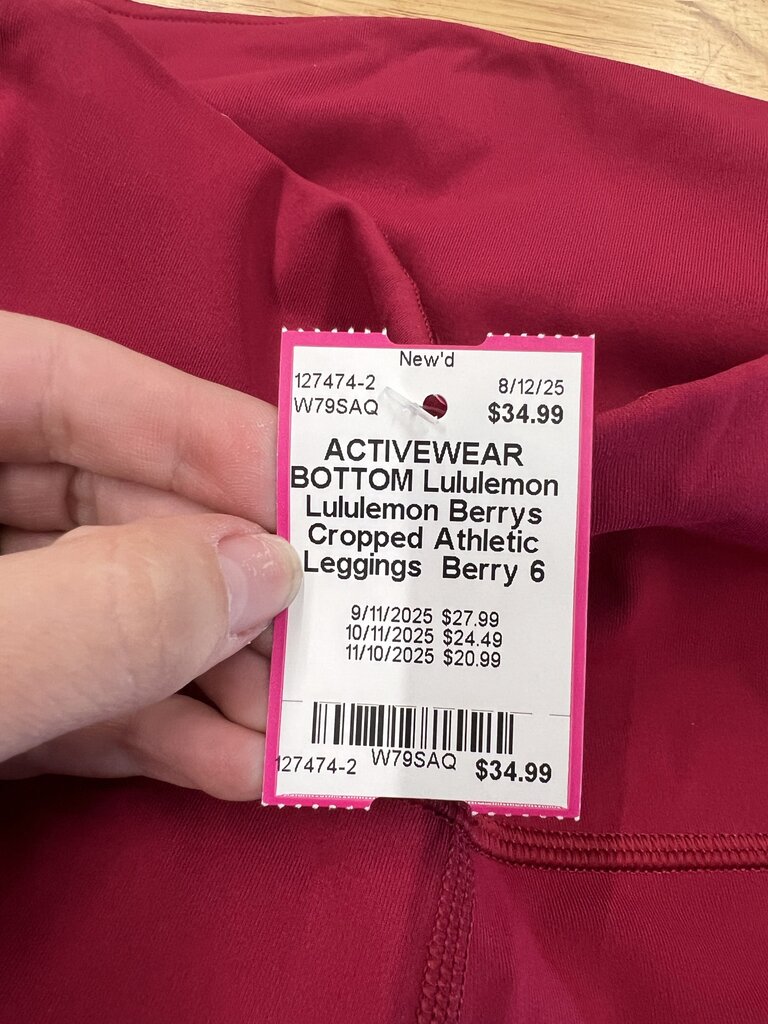 New'd
127474-2 8/12/25
W79SAQ $34.99
ACTIVEWEAR
BOTTOM Lululemon
Lululemon Berrys
Cropped Athletic
Leggings Berry 6
9/11/2025 $27.99
10/11/2025 $24.49
11/10/2025 $20.99
127474-2 W79SAQ $34.99